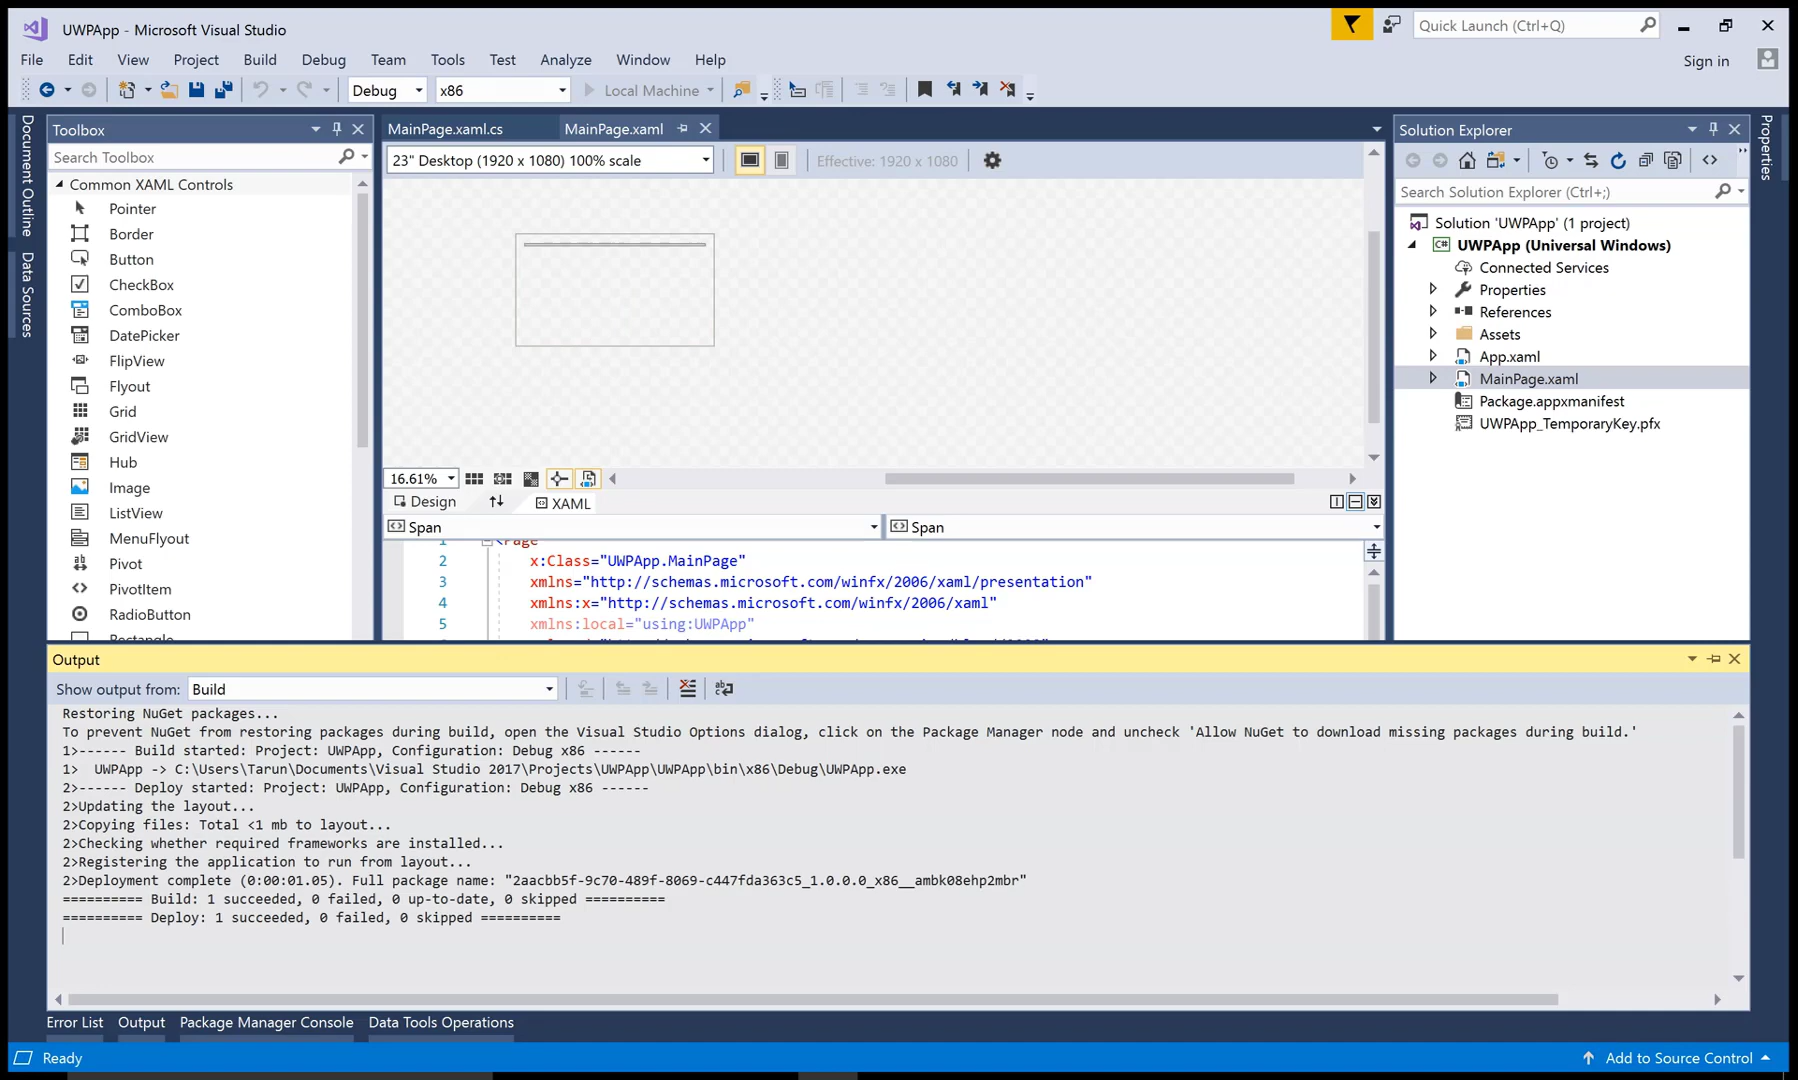 UWPApp - Microsoft Visual Studio
Quick Launch (Ctrl+Q)
File Edit View Project Build Debug Team Tools Test Analyze Window Help
Sign in
Debug x86 Local Machine
Document Outline
Data Sources
Toolbox
Search Toolbox
Common XAML Controls
Pointer
Border
Button
CheckBox
ComboBox
DatePicker
FlipView
Flyout
Grid
GridView
Hub
Image
ListView
MenuFlyout
Pivot
PivotItem
RadioButton
Rectangle
MainPage.xaml.cs MainPage.xaml
23" Desktop (1920 x 1080) 100% scale Effective: 1920 x 1080
16.61%
Design XAML
Span Span
1 <Page
2 x:Class="UWPApp.MainPage"
3 xmlns="http://schemas.microsoft.com/winfx/2006/xaml/presentation"
4 xmlns:x="http://schemas.microsoft.com/winfx/2006/xaml"
5 xmlns:local="using:UWPApp"
Solution Explorer
Search Solution Explorer (Ctrl+;)
Solution 'UWPApp' (1 project)
UWPApp (Universal Windows)
Connected Services
Properties
References
Assets
App.xaml
MainPage.xaml
Package.appxmanifest
UWPApp_TemporaryKey.pfx
Properties
Output
Show output from: Build
Restoring NuGet packages...
To prevent NuGet from restoring packages during build, open the Visual Studio Options dialog, click on the Package Manager node and uncheck 'Allow NuGet to download missing packages during build.'
1>------ Build started: Project: UWPApp, Configuration: Debug x86 ------
1>  UWPApp -> C:\Users\Tarun\Documents\Visual Studio 2017\Projects\UWPApp\UWPApp\bin\x86\Debug\UWPApp.exe
2>------ Deploy started: Project: UWPApp, Configuration: Debug x86 ------
2>Updating the layout...
2>Copying files: Total <1 mb to layout...
2>Checking whether required frameworks are installed...
2>Registering the application to run from layout...
2>Deployment complete (0:00:01.05). Full package name: "2aacbb5f-9c70-489f-8069-c447fda363c5_1.0.0.0_x86__ambk08ehp2mbr"
========== Build: 1 succeeded, 0 failed, 0 up-to-date, 0 skipped ==========
========== Deploy: 1 succeeded, 0 failed, 0 skipped ==========
Error List Output Package Manager Console Data Tools Operations
Ready Add to Source Control